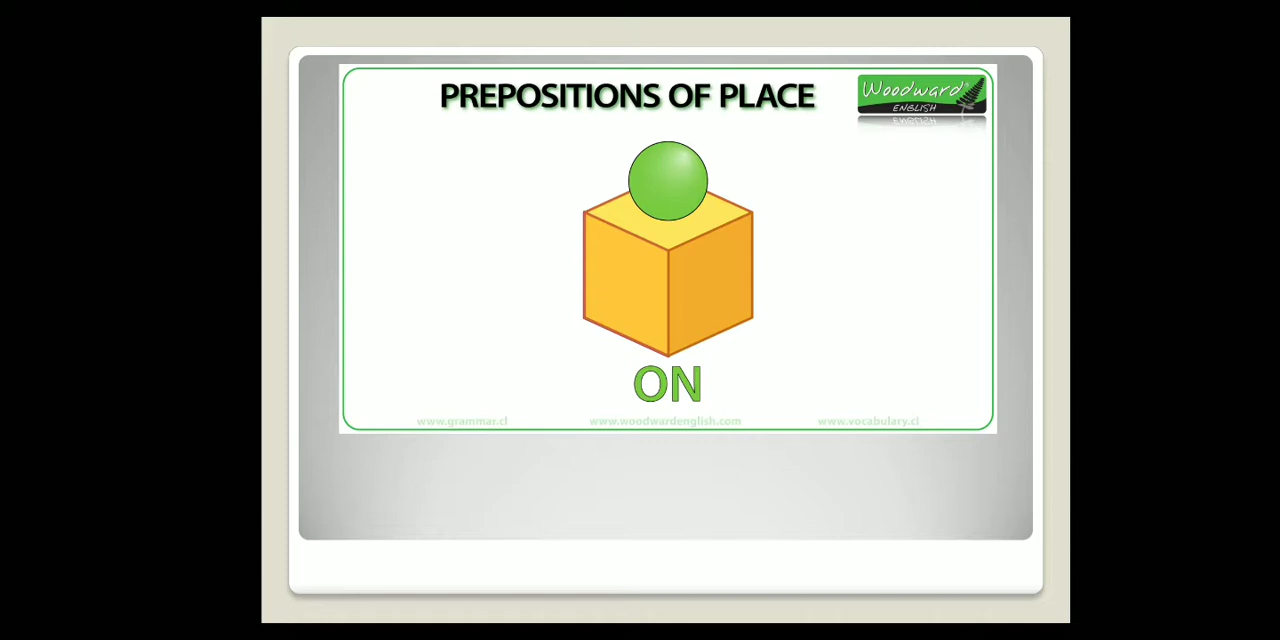 PREPOSITIONS OF PLACE
Woodward®
ENGLISH
ON
www.grammar.cl
www.woodwardenglish.com
www.vocabulary.cl